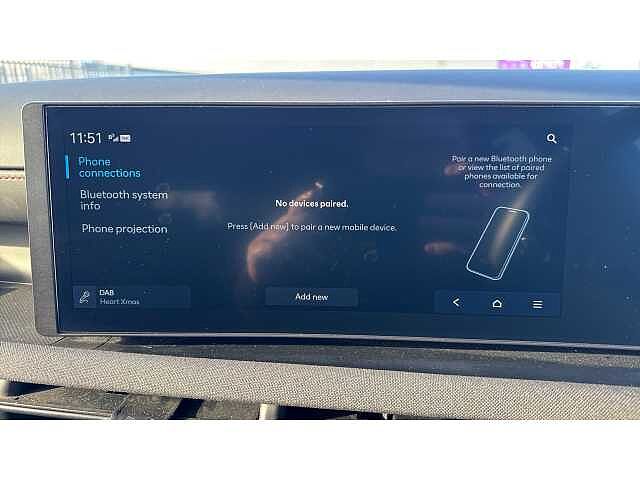 11:51
Phone
connections
Bluetooth system
info
Phone projection
Pair a new Bluetooth phone
or view the list of paired
phones available for
connection.
No devices paired.
Press [Add new] to pair a new mobile device.
DAB
Heart Xmas
Add new